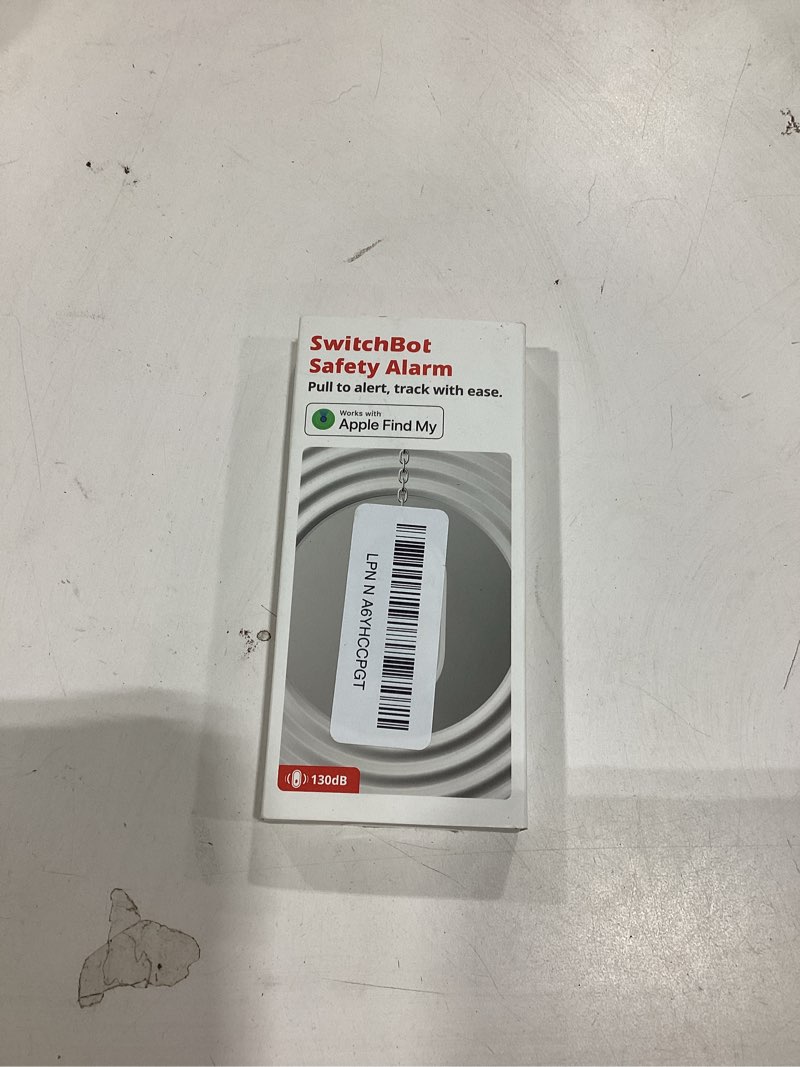 SwitchBot
Safety Alarm
Pull to alert, track with ease.
Works with
Apple Find My
LPN N A6YHCCPGT
130dB